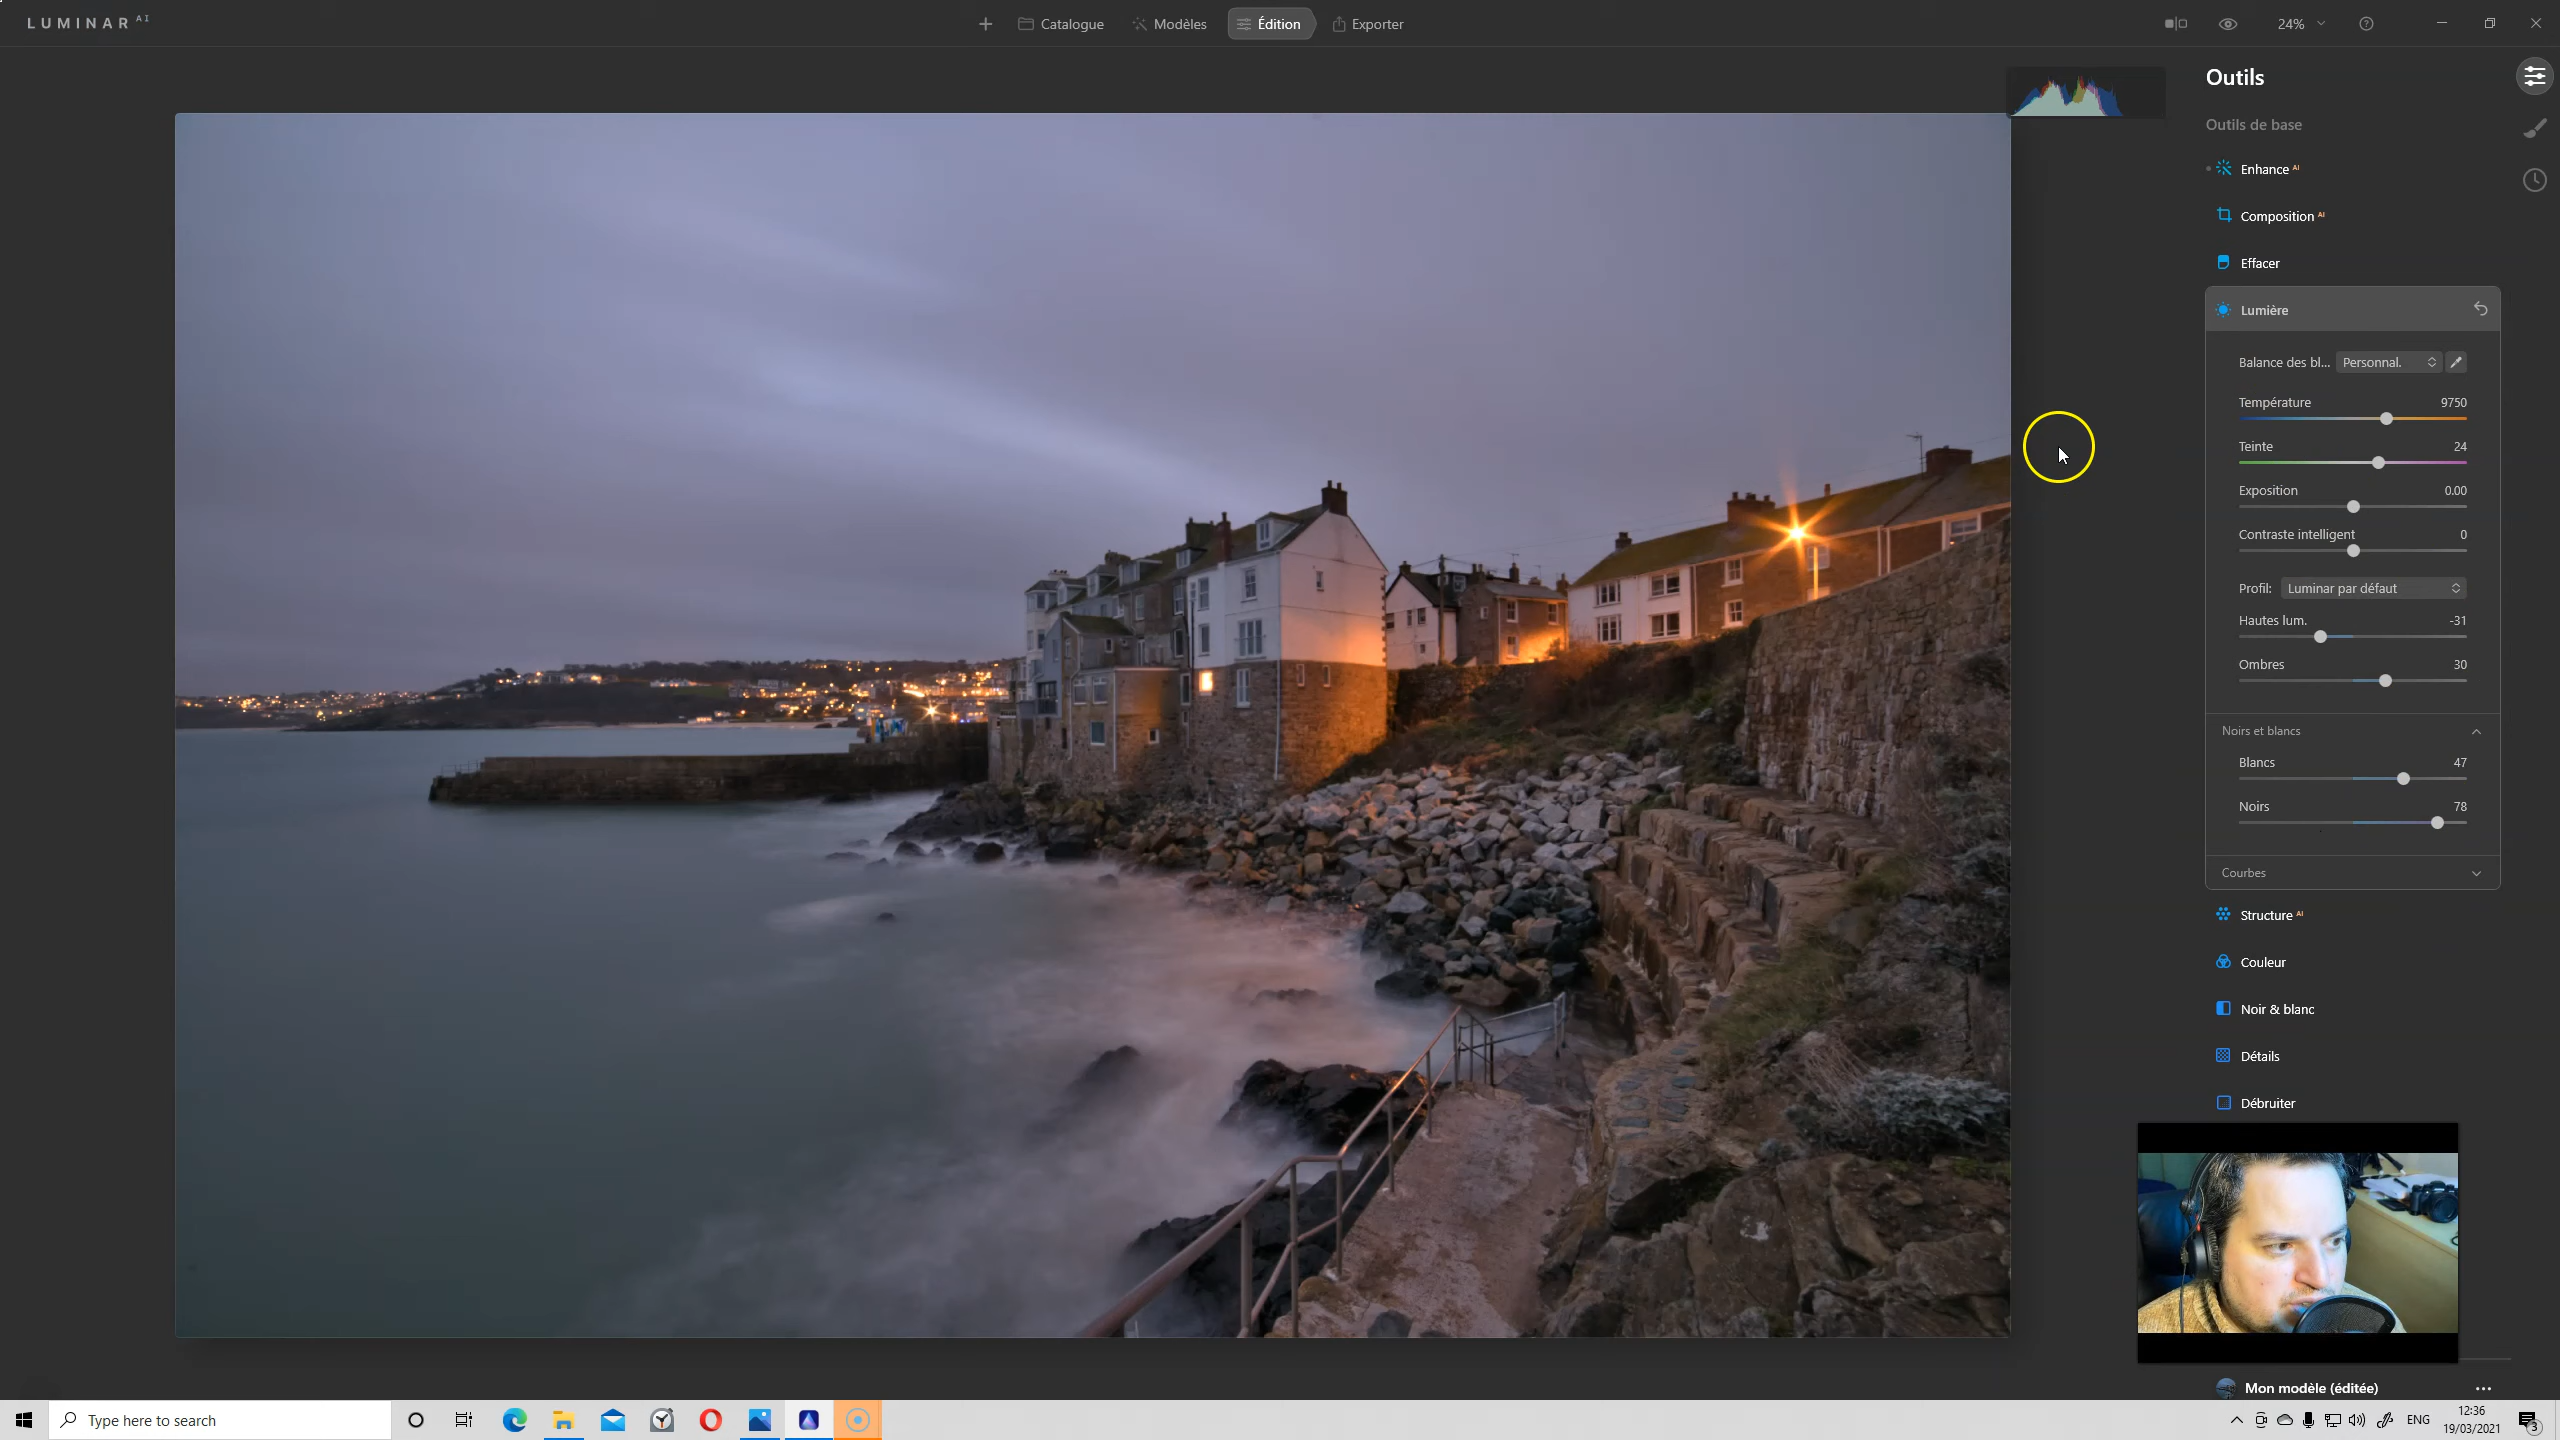 LUMINAR AI
Catalogue
Modèles
Édition
Exporter
24%
Outils
Outils de base
Enhance AI
Composition AI
Effacer
Lumière
Balance des bl... Personnal.
Température 9750
Teinte 24
Exposition 0.00
Contraste intelligent 0
Profil: Luminar par défaut
Hautes lum. -31
Ombres 30
Noirs et blancs
Blancs 47
Noirs 78
Courbes
Structure AI
Couleur
Noir & blanc
Détails
Débruiter
Mon modèle (éditée)
Type here to search
ENG
12:36
19/03/2021
3